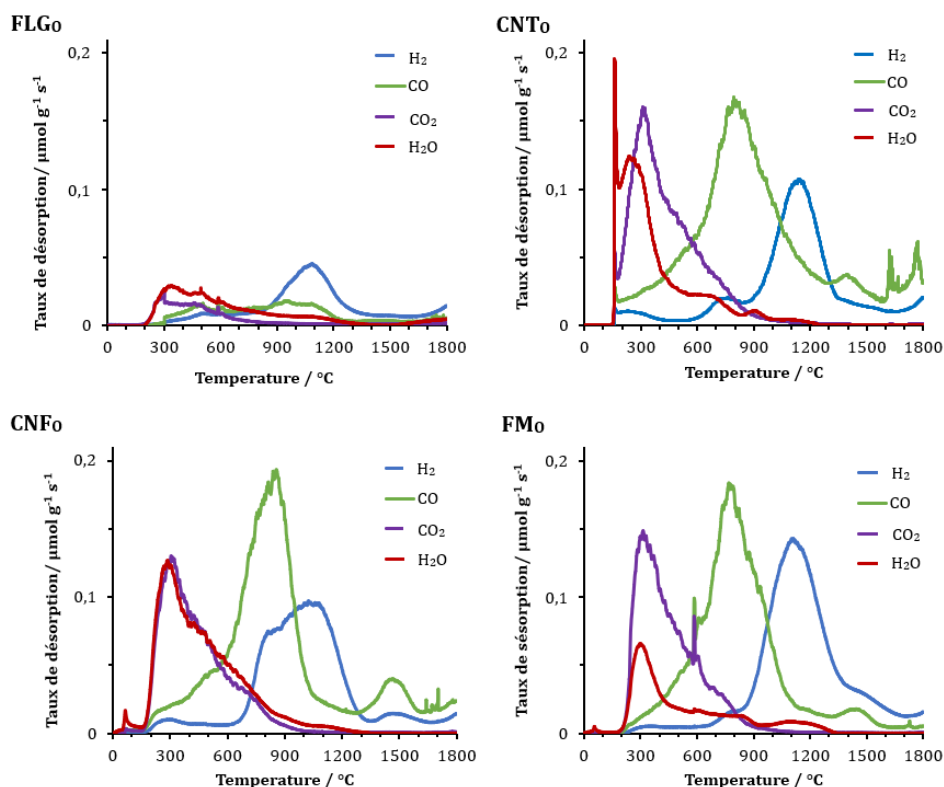 FLGO
Taux de désorption/ µmol g⁻¹ s⁻¹
0,2
0,1
0
H₂
CO
CO₂
H₂O
0 300 600 900 1200 1500 1800
Temperature / °C
CNTO
Taux de désorption/ µmol g⁻¹ s⁻¹
0,2
0,1
0
H₂
CO
CO₂
H₂O
0 300 600 900 1200 1500 1800
Temperature / °C
CNFO
Taux de désorption/ µmol g⁻¹ s⁻¹
0,2
0,1
0
H₂
CO
CO₂
H₂O
0 300 600 900 1200 1500 1800
Temperature / °C
FMO
Taux de sésorption/ µmol g⁻¹ s⁻¹
0,2
0,1
0
H₂
CO
CO₂
H₂O
0 300 600 900 1200 1500 1800
Temperature / °C